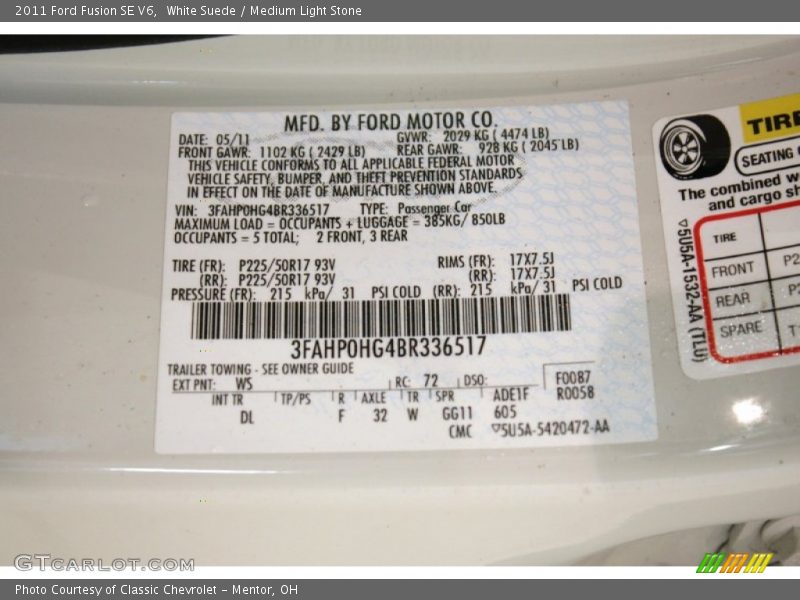 2011 Ford Fusion SE V6, White Suede / Medium Light Stone
MFD. BY FORD MOTOR CO.
DATE: 05/11 GVWR: 2029 KG ( 4474 LB)
FRONT GAWR: 1102 KG ( 2429 LB) REAR GAWR: 928 KG ( 2045 LB)
THIS VEHICLE CONFORMS TO ALL APPLICABLE FEDERAL MOTOR
VEHICLE SAFETY, BUMPER, AND THEFT PREVENTION STANDARDS
IN EFFECT ON THE DATE OF MANUFACTURE SHOWN ABOVE.
VIN: 3FAHP0HG4BR336517 TYPE: Passenger Car
MAXIMUM LOAD = OCCUPANTS + LUGGAGE = 385KG/ 850LB
OCCUPANTS = 5 TOTAL; 2 FRONT, 3 REAR
TIRE (FR): P225/50R17 93V RIMS (FR): 17X7.5J
(RR): P225/50R17 93V (RR): 17X7.5J
PRESSURE (FR): 215 kPa/ 31 PSI COLD (RR): 215 kPa/ 31 PSI COLD
3FAHP0HG4BR336517
TRAILER TOWING - SEE OWNER GUIDE
EXT PNT: WS RC: 72 DSO: F0087
INT TR TP/PS R AXLE TR SPR ADE1F R0058
DL F 32 W GG11 605
CMC 5U5A-5420472-AA
TIRE
SEATING
The combined
and cargo
5U5A-1532-AA (TLU)
TIRE
FRONT
REAR
SPARE
GTCARLOT.COM
Photo Courtesy of Classic Chevrolet - Mentor, OH